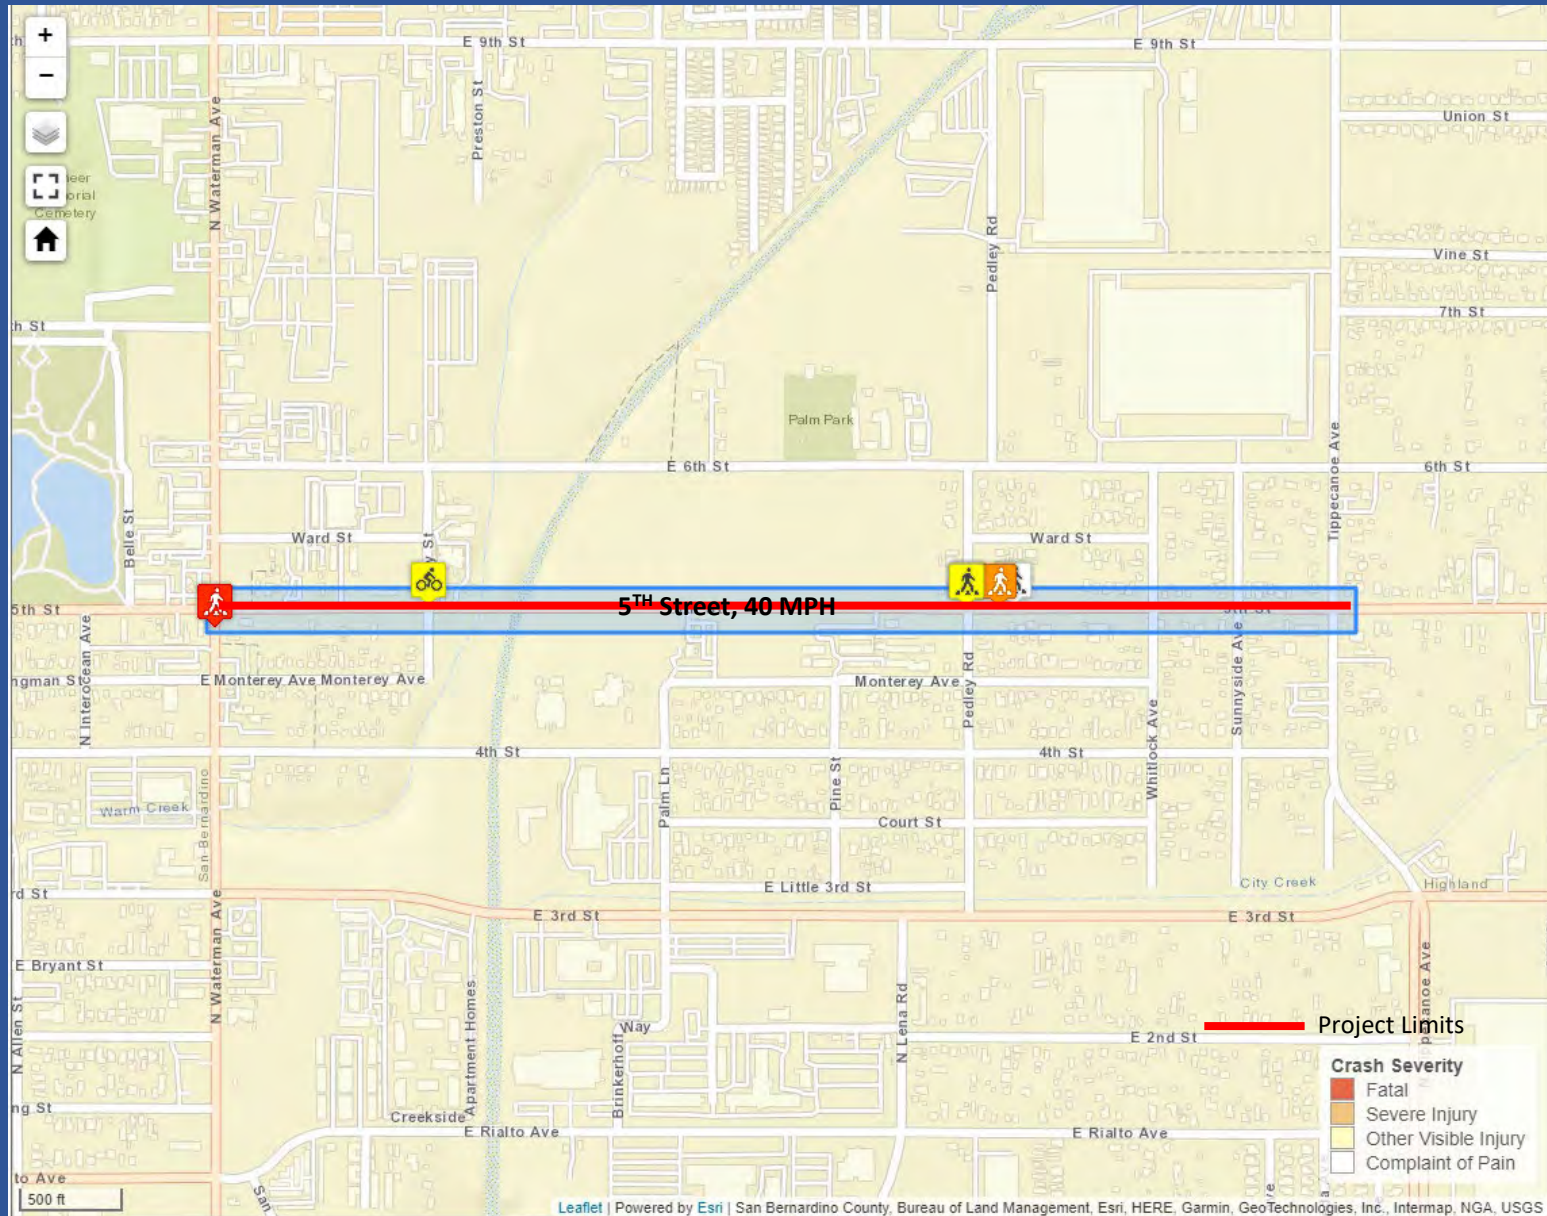 +
E 9th St
E 9th St
−
Preston St
N Waterman Ave
Union St
Cemetery
Pedley Rd
Vine St
7th St
Palm Park
Tippecanoe Ave
E 6th St
6th St
Belle St
Ward St
Ward St
5th St
5TH Street, 40 MPH
N Interocean Ave
E Monterey Ave
Monterey Ave
Monterey Ave
Pedley Rd
Sunnyside Ave
Whitlock Ave
4th St
4th St
Palm Ln
Pine St
Warm Creek
San Bernardino
Court St
E Little 3rd St
City Creek
Highland
E 3rd St
E 3rd St
N Waterman Ave
E Bryant St
N Allen St
Apartment Homes
Creekside
Brinkerhoff Way
N Lena Rd
Project Limits
E 2nd St
Crash Severity
Fatal
Severe Injury
Other Visible Injury
Complaint of Pain
E Rialto Ave
E Rialto Ave
San
500 ft
Leaflet | Powered by Esri | San Bernardino County, Bureau of Land Management, Esri, HERE, Garmin, GeoTechnologies, Inc., Intermap, NGA, USGS